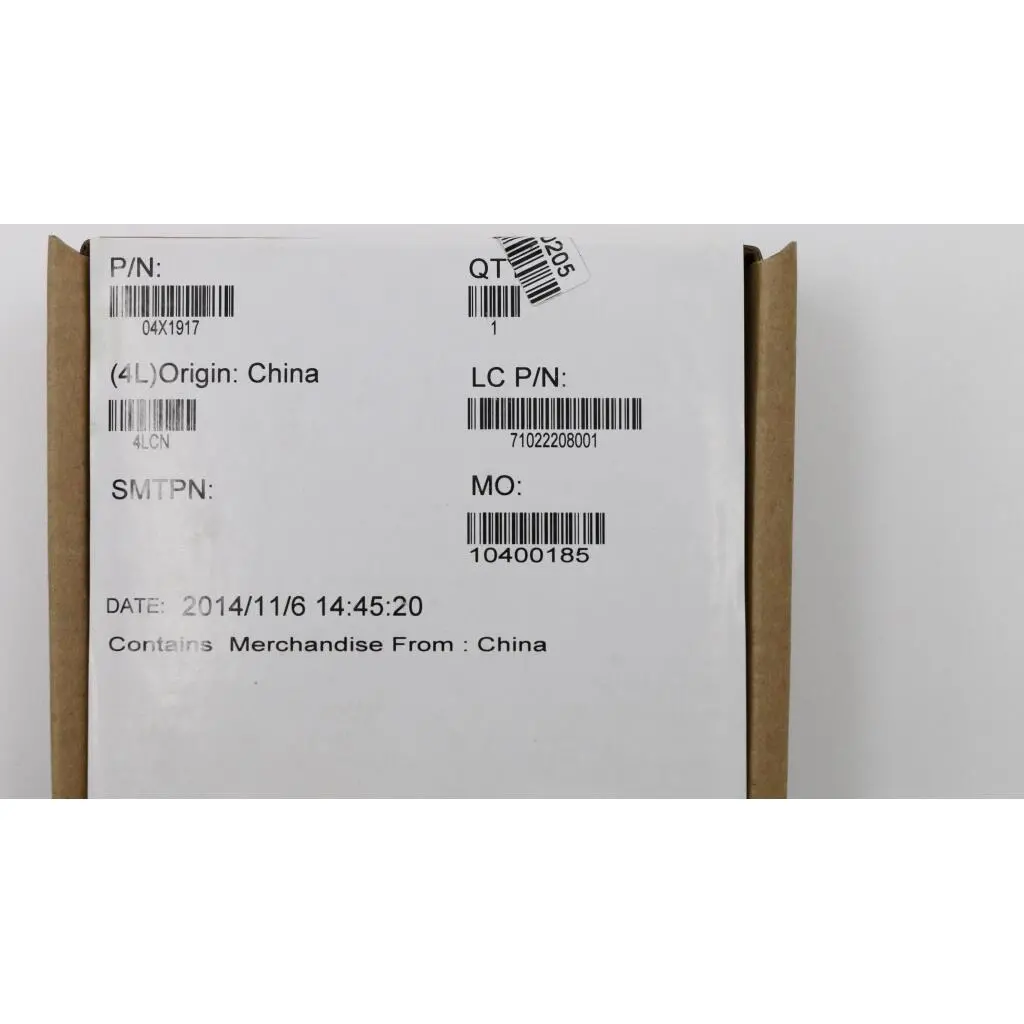 P/N:
04X1917
QT
0205
1
(4L)Origin: China
4LCN
LC P/N:
71022208001
SMTPN:
MO:
10400185
DATE: 2014/11/6 14:45:20
Contains Merchandise From : China